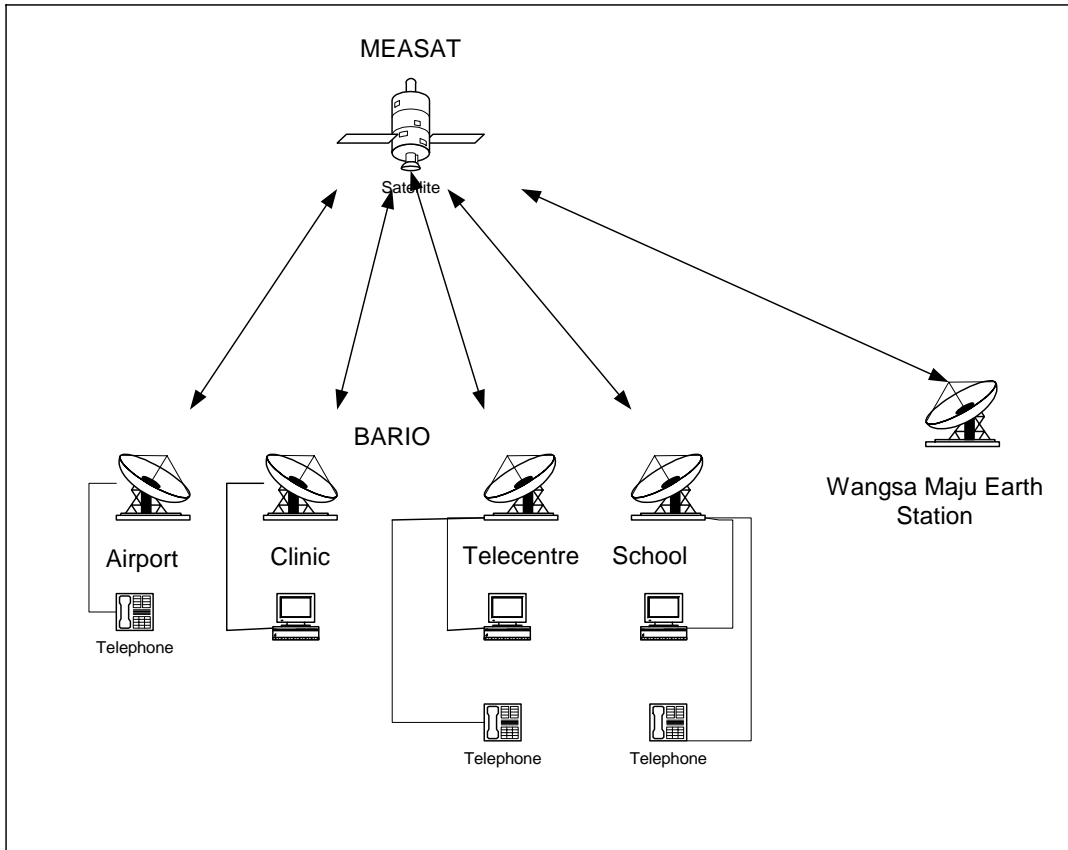 MEASAT
Satellite
BARIO
Wangsa Maju Earth
Station
Airport
Clinic
Telecentre
School
Telephone
Telephone
Telephone